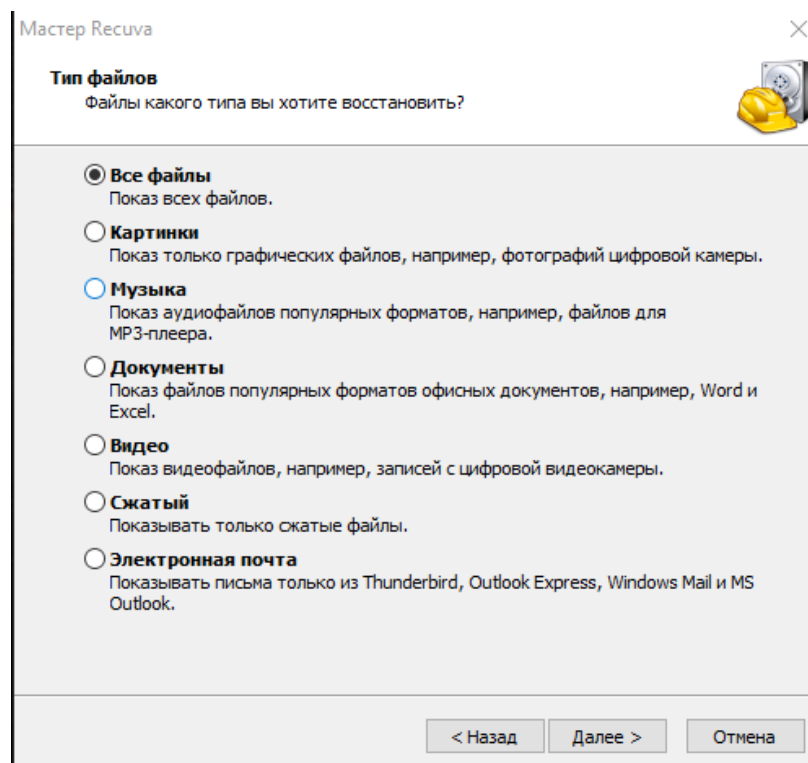 Мастер Recuva
Тип файлов
Файлы какого типа вы хотите восстановить?
Все файлы
Показ всех файлов.
Картинки
Показ только графических файлов, например, фотографий цифровой камеры.
Музыка
Показ аудиофайлов популярных форматов, например, файлов для
MP3-плеера.
Документы
Показ файлов популярных форматов офисных документов, например, Word и
Excel.
Видео
Показ видеофайлов, например, записей с цифровой видеокамеры.
Сжатый
Показывать только сжатые файлы.
Электронная почта
Показывать письма только из Thunderbird, Outlook Express, Windows Mail и MS
Outlook.
< Назад
Далее >
Отмена